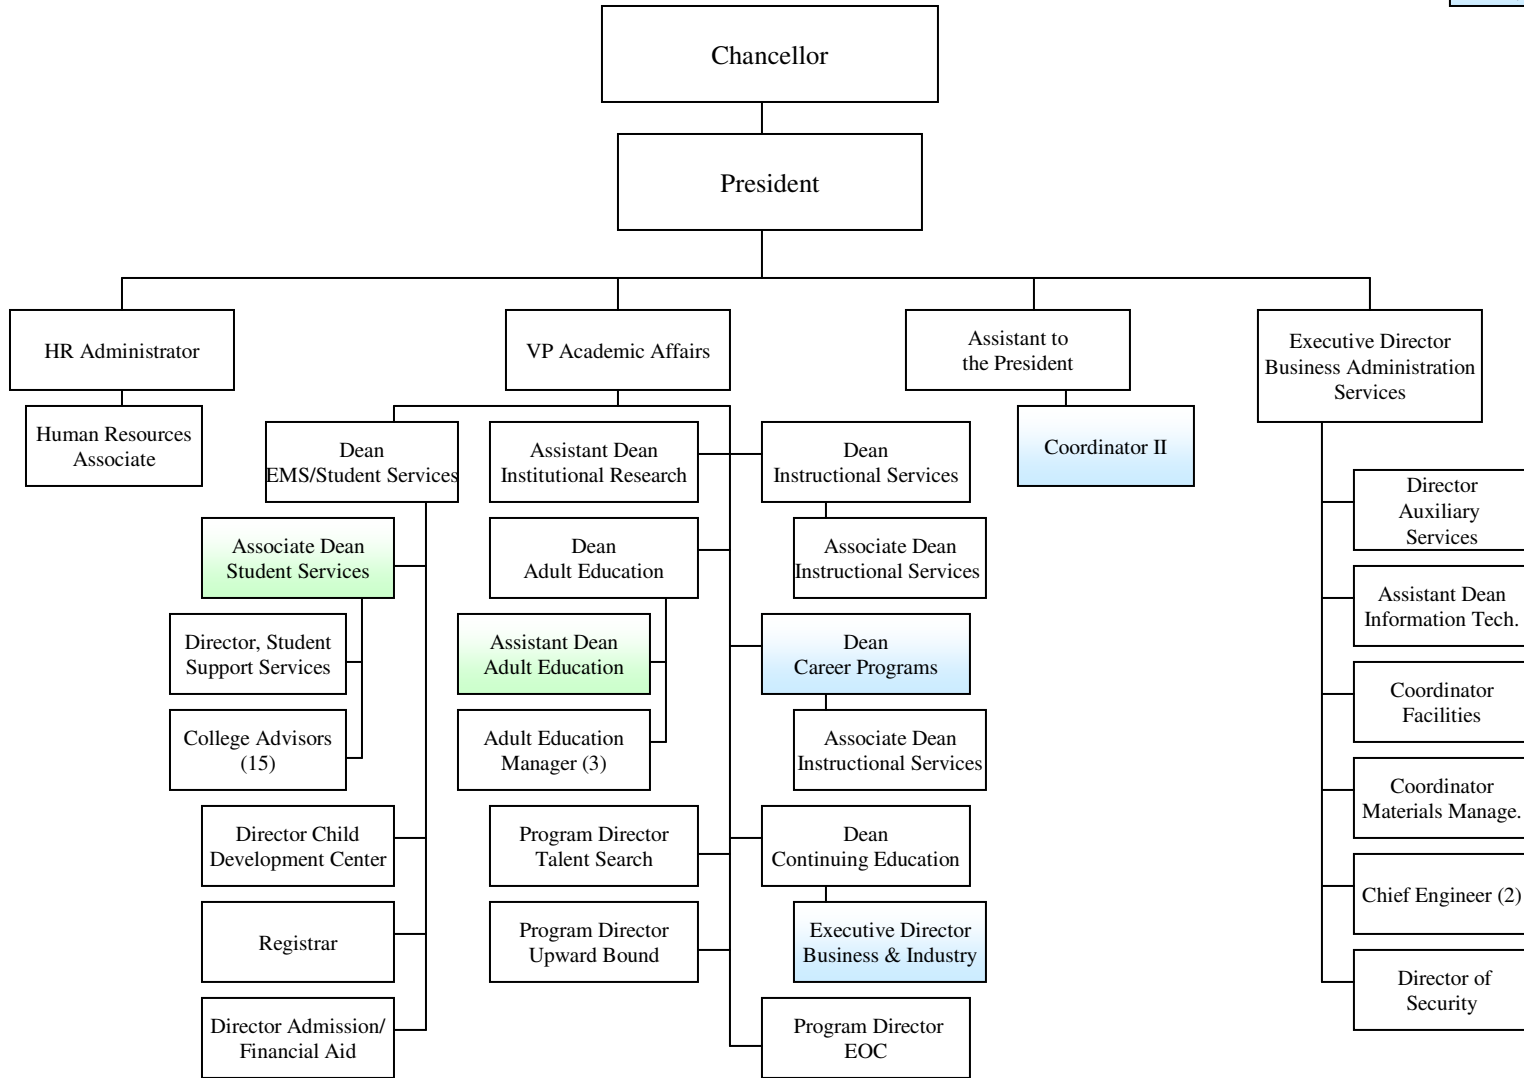 Chancellor
President
HR Administrator
Human Resources
Associate
VP Academic Affairs
Dean
EMS/Student Services
Associate Dean
Student Services
Director, Student
Support Services
College Advisors
(15)
Director Child
Development Center
Registrar
Director Admission/
Financial Aid
Assistant Dean
Institutional Research
Dean
Adult Education
Assistant Dean
Adult Education
Adult Education
Manager (3)
Program Director
Talent Search
Program Director
Upward Bound
Dean
Instructional Services
Associate Dean
Instructional Services
Dean
Career Programs
Associate Dean
Instructional Services
Dean
Continuing Education
Executive Director
Business & Industry
Program Director
EOC
Assistant to
the President
Coordinator II
Executive Director
Business Administration
Services
Director
Auxiliary
Services
Assistant Dean
Information Tech.
Coordinator
Facilities
Coordinator
Materials Manage.
Chief Engineer (2)
Director of
Security